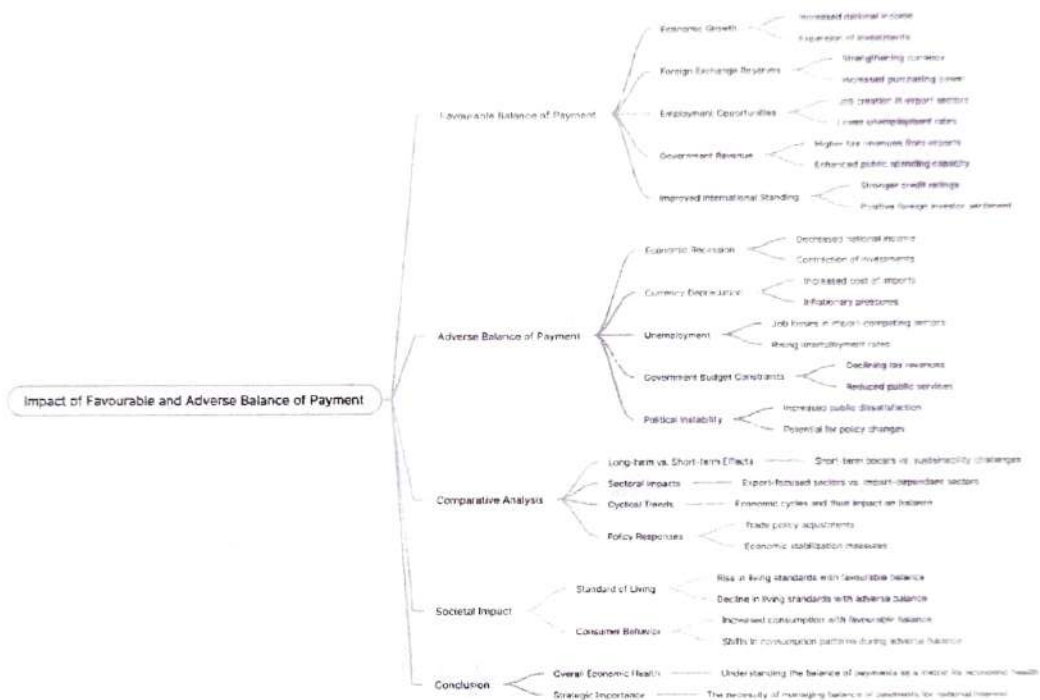 Impact of Favourable and Adverse Balance of Payment
Favourable Balance of Payment
Economic Growth
Increased national income
Expansion of investments
Foreign Exchange Reserves
Strengthening currency
Increased purchasing power
Employment Opportunities
Job creation in export sectors
Lower unemployment rates
Government Revenue
Higher tax revenues from exports
Enhanced public spending capacity
Improved International Standing
Stronger credit ratings
Positive foreign investor sentiment
Adverse Balance of Payment
Economic Recession
Decreased national income
Contraction of investments
Currency Depreciation
Increased cost of imports
Inflationary pressures
Unemployment
Job losses in import-competing sectors
Rising unemployment rates
Government Budget Constraints
Declining tax revenues
Reduced public services
Political Instability
Increased public dissatisfaction
Potential for policy changes
Comparative Analysis
Long-term vs. Short-Term Effects
Short-term boosts vs. sustainability challenges
Sectoral Impacts
Export-focused sectors vs. import-dependent sectors
Cyclical Trends
Economic cycles and their impact on balance
Policy Responses
Trade policy adjustments
Economic stabilization measures
Societal Impact
Standard of Living
Rise in living standards with favourable balance
Decline in living standards with adverse balance
Consumer Behavior
Increased consumption with favourable balance
Shifts in consumption patterns during adverse balance
Conclusion
Overall Economic Health
Understanding the balance of payments as a metric for economic health
Strategic Importance
The necessity of managing balance of payments for national interest